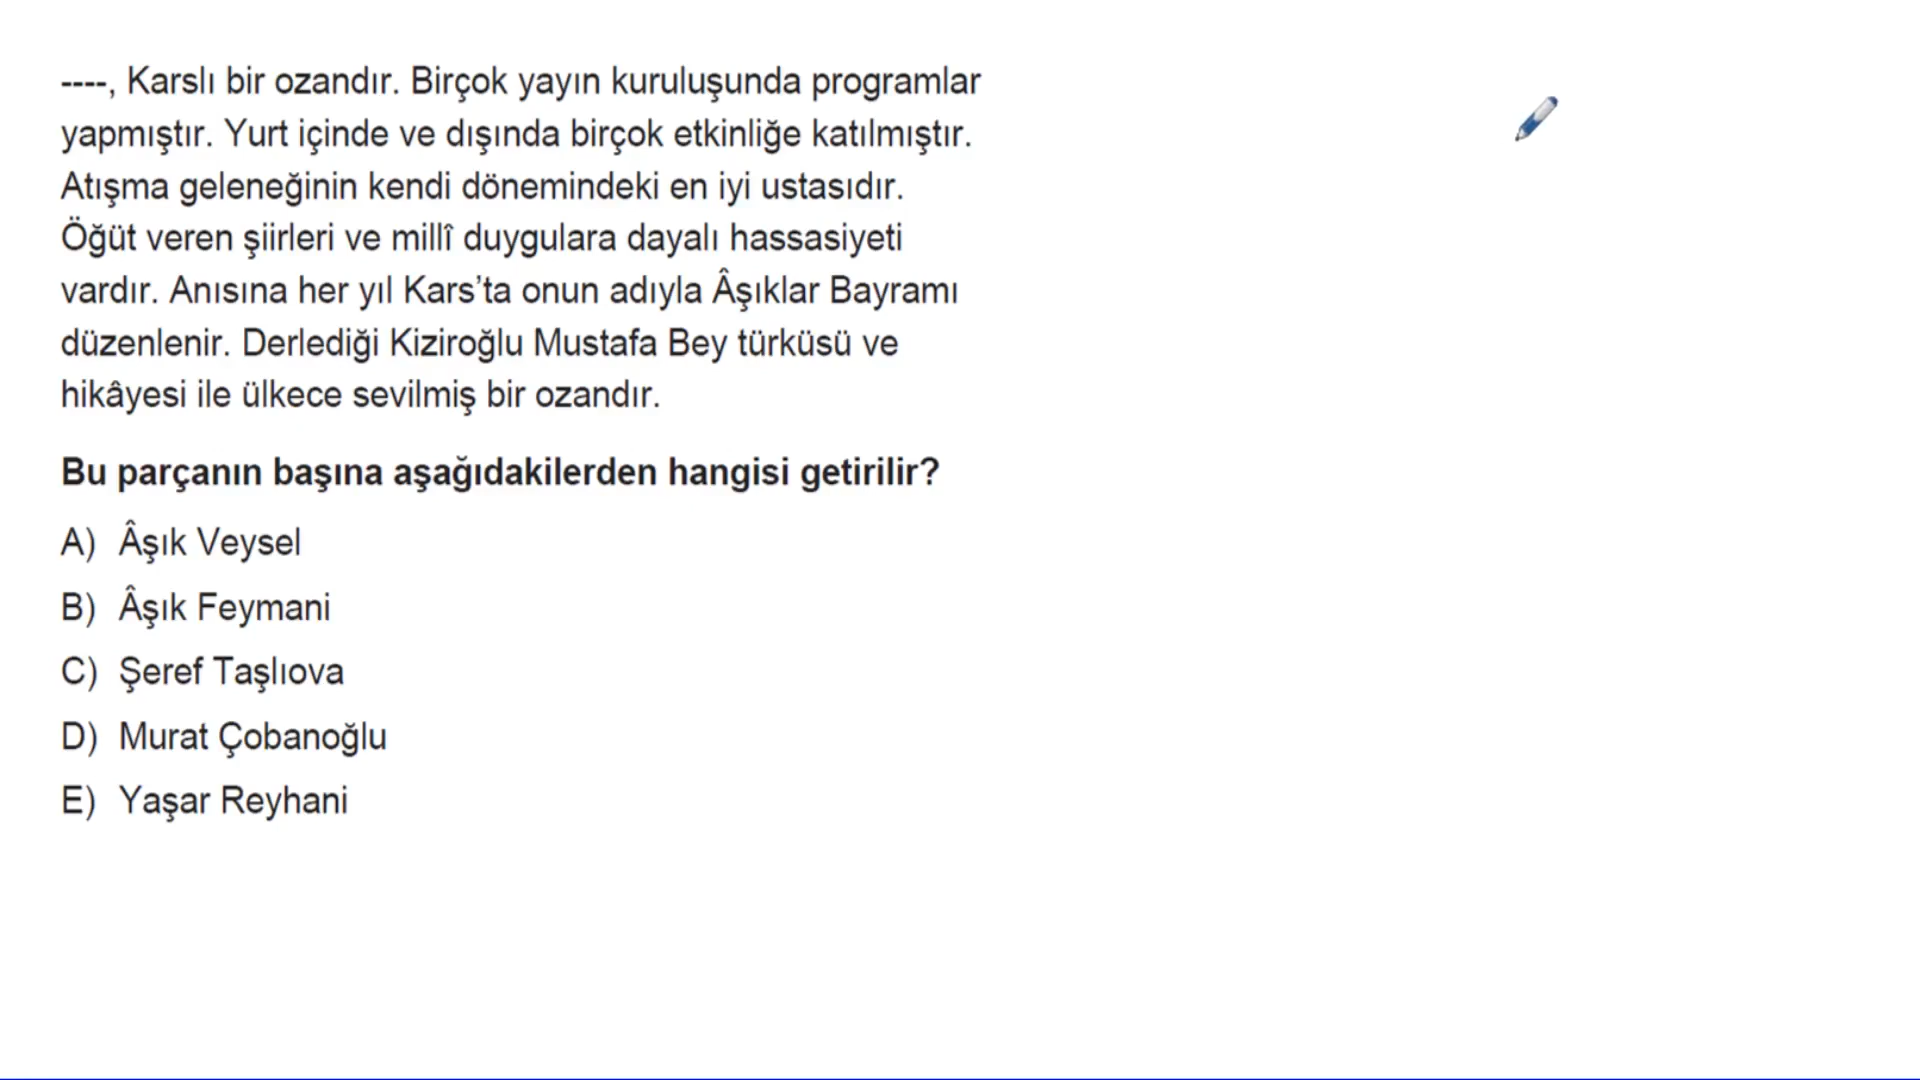 ----, Karslı bir ozandır. Birçok yayın kuruluşunda programlar
yapmıştır. Yurt içinde ve dışında birçok etkinliğe katılmıştır.
Atışma geleneğinin kendi dönemindeki en iyi ustasıdır.
Öğüt veren şiirleri ve millî duygulara dayalı hassasiyeti
vardır. Anısına her yıl Kars’ta onun adıyla Âşıklar Bayramı
düzenlenir. Derlediği Kiziroğlu Mustafa Bey türküsü ve
hikâyesi ile ülkece sevilmiş bir ozandır.
Bu parçanın başına aşağıdakilerden hangisi getirilir?
A) Âşık Veysel
B) Âşık Feymani
C) Şeref Taşlıova
D) Murat Çobanoğlu
E) Yaşar Reyhani